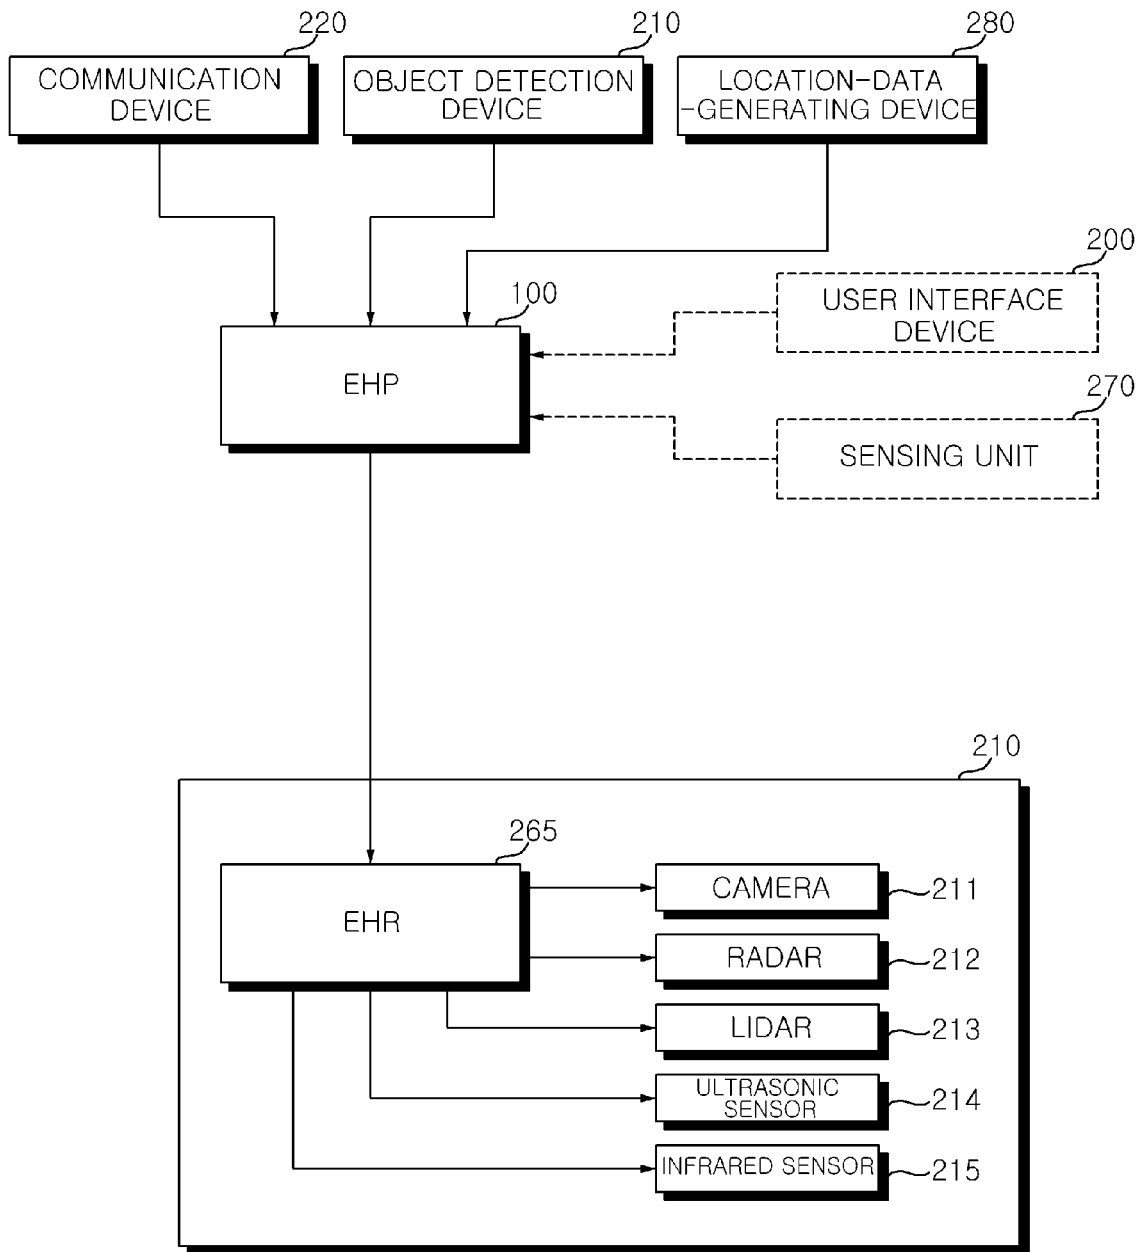 220
210
280
COMMUNICATION
DEVICE
OBJECT DETECTION
DEVICE
LOCATION-DATA
-GENERATING DEVICE
200
USER INTERFACE
DEVICE
100
EHP
270
SENSING UNIT
210
265
EHR
CAMERA
211
RADAR
212
LIDAR
213
ULTRASONIC
SENSOR
214
INFRARED SENSOR
215